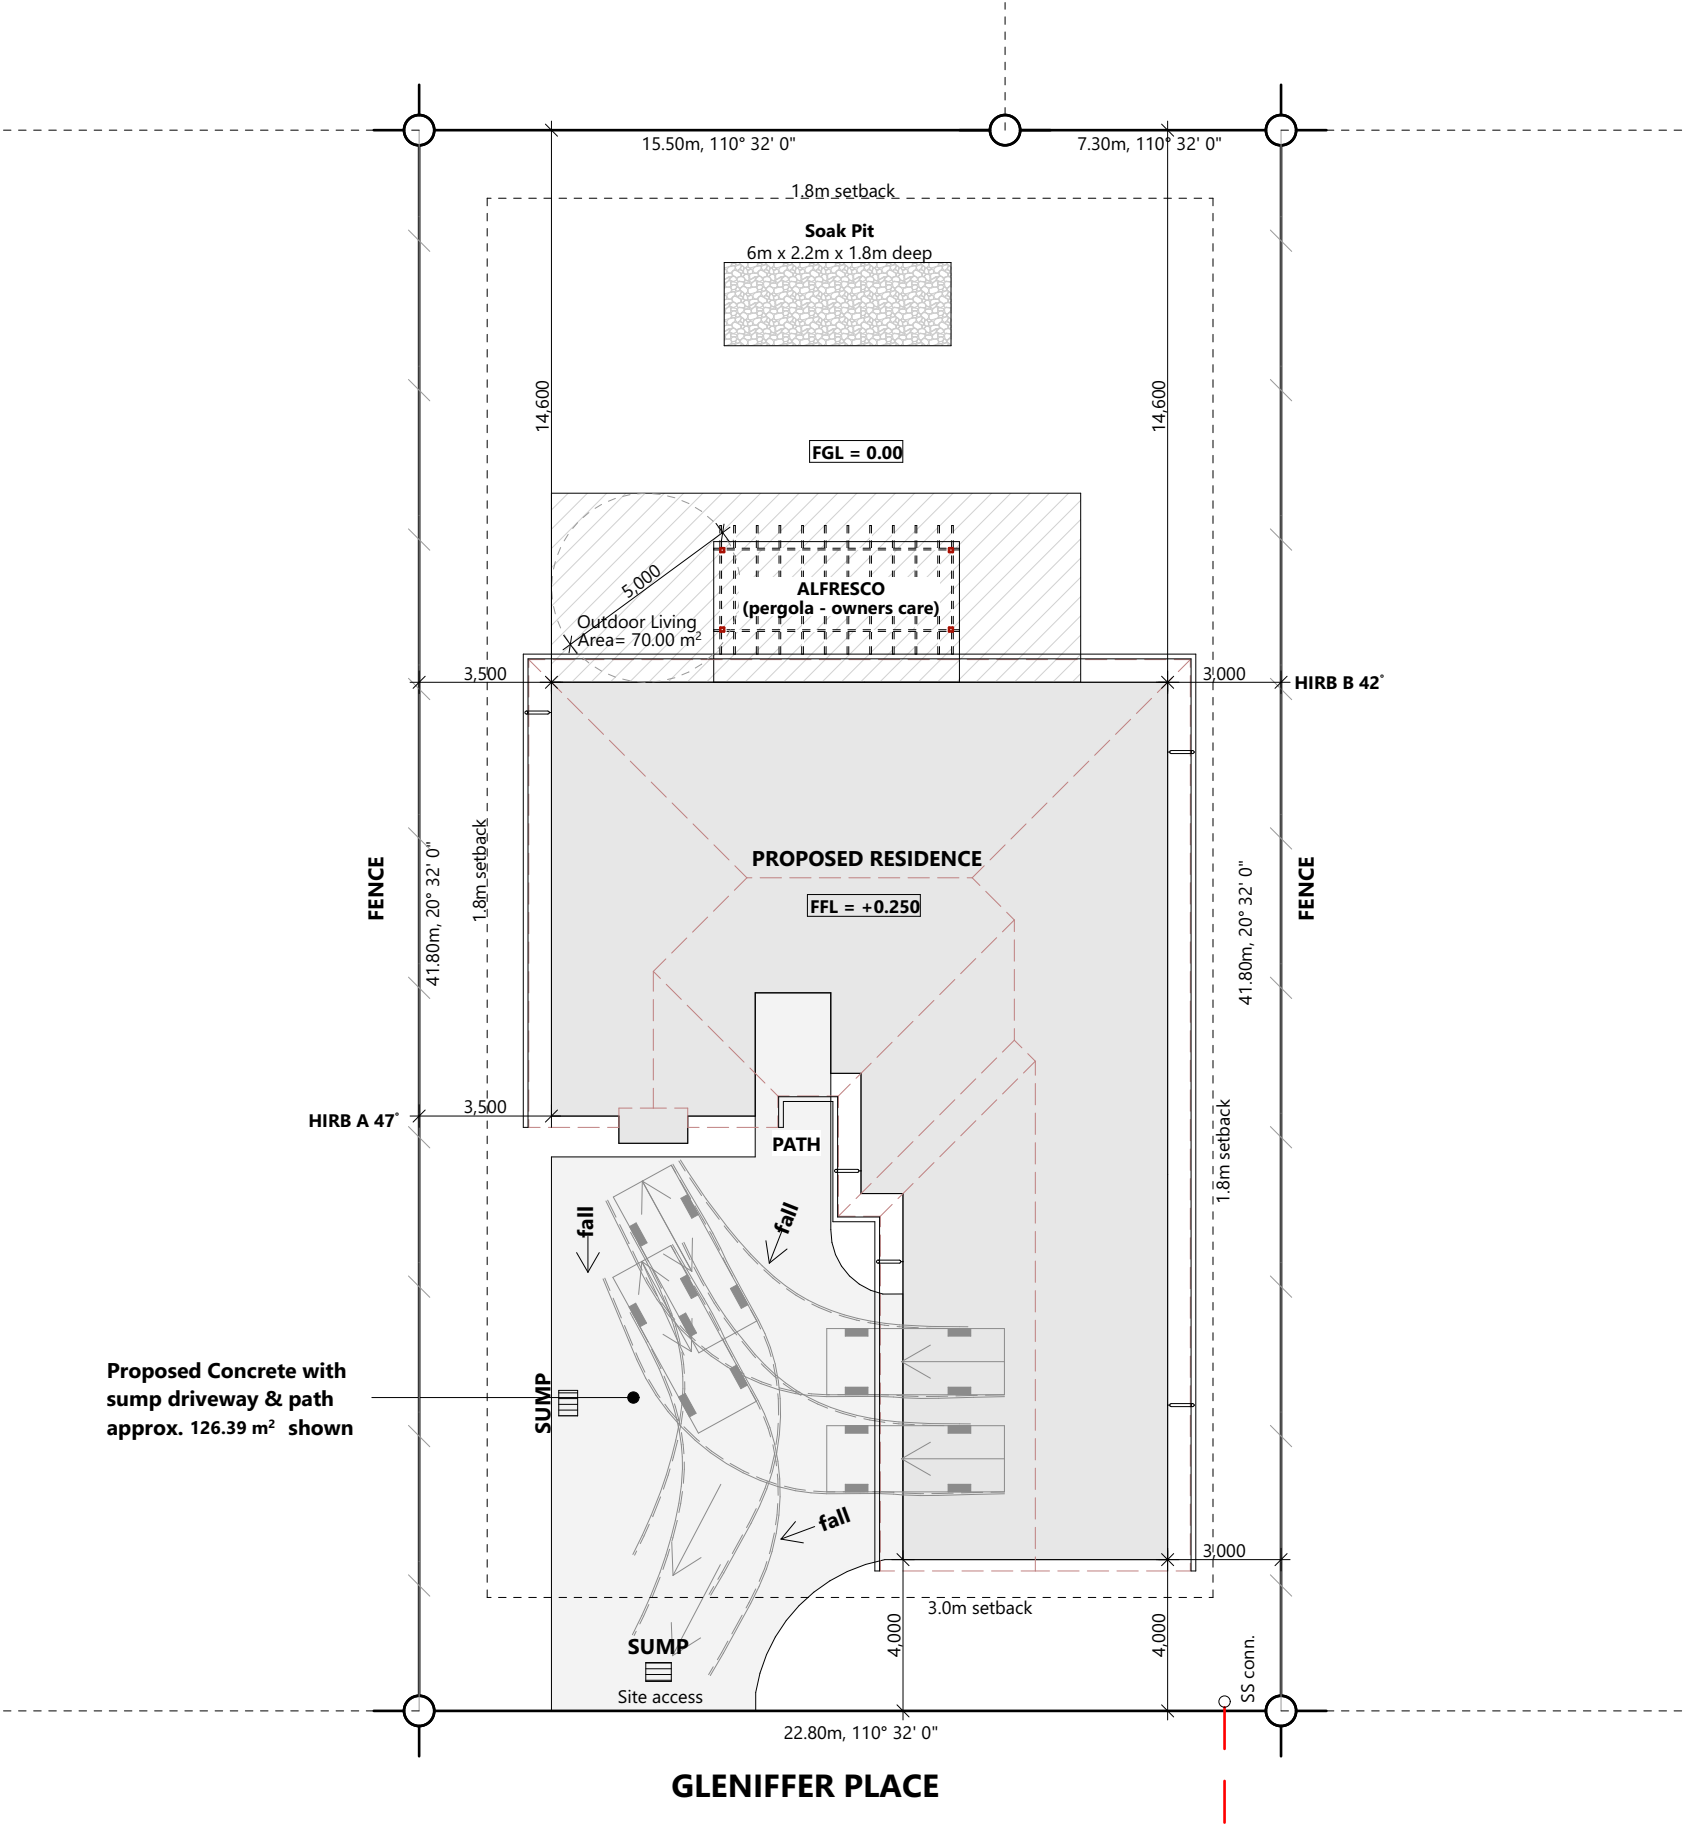 15.50m, 110° 32' 0"
7.30m, 110° 32' 0"
1.8m setback
Soak Pit
6m x 2.2m x 1.8m deep
14,600
14,600
FGL = 0.00
5,000
ALFRESCO
(pergola - owners care)
Outdoor Living
Area= 70.00 m²
3,500
3,000
HIRB B 42°
PROPOSED RESIDENCE
FFL = +0.250
FENCE
41.80m, 20° 32' 0"
1.8m setback
41.80m, 20° 32' 0"
FENCE
3,500
HIRB A 47°
PATH
1.8m setback
fall
fall
Proposed Concrete with
sump driveway & path
approx. 126.39 m² shown
SUMP
fall
3,000
3.0m setback
4,000
4,000
SUMP
Site access
SS conn.
22.80m, 110° 32' 0"
GLENIFFER PLACE